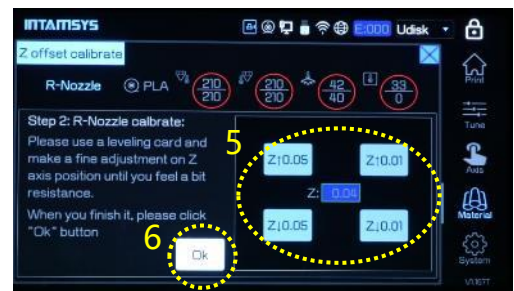 INTAMSYS
E:000 Udisk
Z offset calibrate
R-Nozzle PLA 210 210 42 33
210 210 40 0
Print
Step 2: R-Nozzle calbrate:
Please use a leveling card and
make a fine adjustment on Z
axis position until you feel a bit
resistance.
When you finish it, please click
"Ok" button
5
Z↑0.05 Z↑0.01
Z: 0.04
Z↓0.05 Z↓0.01
6
Ok
Tune
Axis
Material
System
V1.16TT